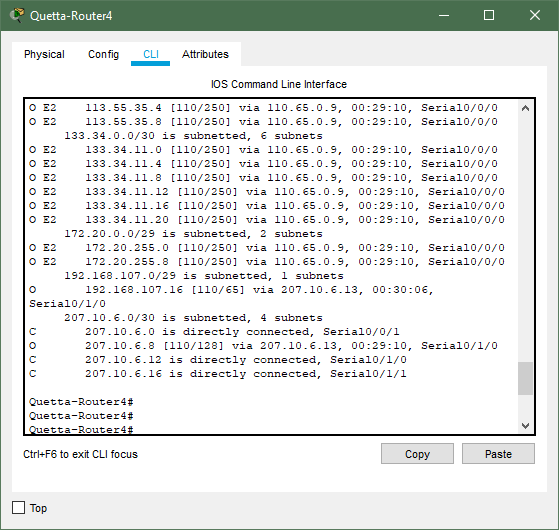 Quetta-Router4
Physical Config CLI Attributes
IOS Command Line Interface
O E2    113.55.35.4 [110/250] via 110.65.0.9, 00:29:10, Serial0/0/0
O E2    113.55.35.8 [110/250] via 110.65.0.9, 00:29:10, Serial0/0/0
     133.34.0.0/30 is subnetted, 6 subnets
O E2    133.34.11.0 [110/250] via 110.65.0.9, 00:29:10, Serial0/0/0
O E2    133.34.11.4 [110/250] via 110.65.0.9, 00:29:10, Serial0/0/0
O E2    133.34.11.8 [110/250] via 110.65.0.9, 00:29:10, Serial0/0/0
O E2    133.34.11.12 [110/250] via 110.65.0.9, 00:29:10, Serial0/0/0
O E2    133.34.11.16 [110/250] via 110.65.0.9, 00:29:10, Serial0/0/0
O E2    133.34.11.20 [110/250] via 110.65.0.9, 00:29:10, Serial0/0/0
     172.20.0.0/29 is subnetted, 2 subnets
O E2    172.20.255.0 [110/250] via 110.65.0.9, 00:29:10, Serial0/0/0
O E2    172.20.255.8 [110/250] via 110.65.0.9, 00:29:10, Serial0/0/0
     192.168.107.0/29 is subnetted, 1 subnets
O       192.168.107.16 [110/65] via 207.10.6.13, 00:30:06,
Serial0/1/0
     207.10.6.0/30 is subnetted, 4 subnets
C       207.10.6.0 is directly connected, Serial0/0/1
O       207.10.6.8 [110/128] via 207.10.6.13, 00:29:10, Serial0/1/0
C       207.10.6.12 is directly connected, Serial0/1/0
C       207.10.6.16 is directly connected, Serial0/1/1
Quetta-Router4#
Quetta-Router4#
Quetta-Router4#
Ctrl+F6 to exit CLI focus
Copy Paste
Top